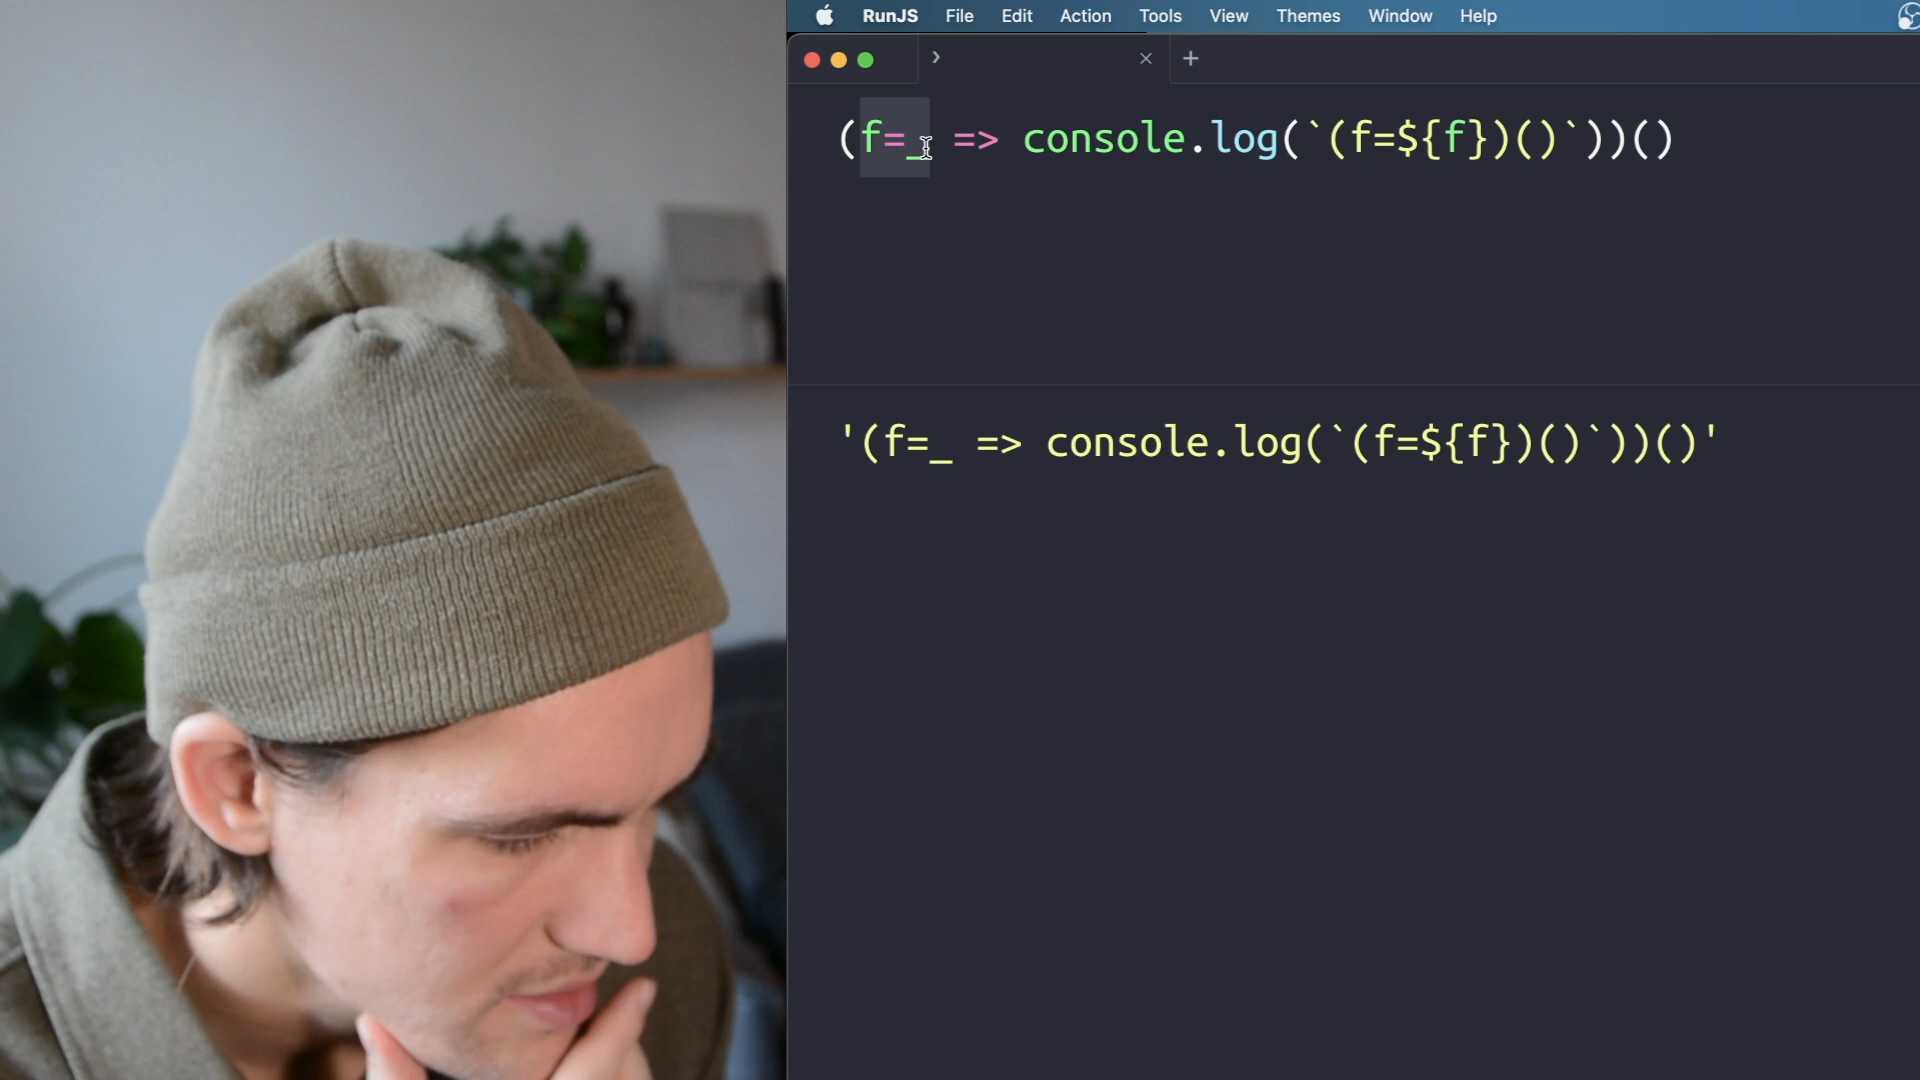 RunJS File Edit Action Tools View Themes Window Help
(f=_ => console.log(`(f=${f})()`))()
'(f=_ => console.log(`(f=${f})()`))()'